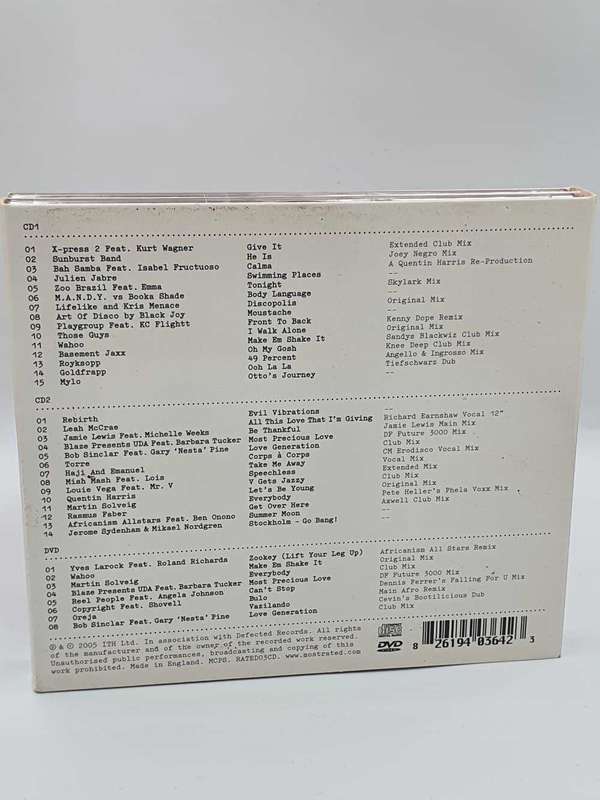 CD1
01 X-press 2 Feat. Kurt Wagner Give It Extended Club Mix
02 Sunburst Band He Is Joey Negro Mix
03 Bah Samba Feat. Isabel Fructuoso Calma A Quentin Harris Re-Production
04 Julien Jabre Swimming Places --
05 Zoo Brazil Feat. Emma Tonight Skylark Mix
06 M.A.N.D.Y. vs Booka Shade Body Language --
07 Lifelike and Kris Menace Discopolis Original Mix
08 Art Of Disco by Black Joy Moustache --
09 Playgroup Feat. KC Flightt Front To Back Kenny Dope Remix
10 Those Guys I Walk Alone Original Mix
11 Wahoo Make Em Shake It Sandys Blackwiz Club Mix
12 Basement Jaxx Oh My Gosh Knee Deep Club Mix
13 Royksopp 49 Percent Angello & Ingrosso Mix
14 Goldfrapp Ooh La La Tiefschwarz Dub
15 Mylo Otto's Journey --
CD2
01 Rebirth Evil Vibrations --
02 Leah McCrae All This Love That I'm Giving Richard Earnshaw Vocal 12"
03 Jamie Lewis Feat. Michelle Weeks Be Thankful Jamie Lewis Main Mix
04 Blaze Presents UDA Feat. Barbara Tucker Most Precious Love DF Future 3000 Mix
05 Bob Sinclar Feat. Gary 'Nesta' Pine Love Generation Club Mix
06 Torre Corps à Corps CM Erodisco Vocal Mix
07 Haji And Emanuel Take Me Away Vocal Mix
08 Mish Mash Feat. Lois Speechless Extended Mix
09 Louie Vega Feat. Mr. V V Gets Jazzy Club Mix
10 Quentin Harris Let's Be Young Original Mix
11 Martin Solveig Everybody Pete Heller's Phela Voxx Mix
12 Rasmus Faber Get Over Here Axwell Club Mix
13 Africanism Allstars Feat. Ben Onono Summer Moon --
14 Jerome Sydenham & Mikael Nordgren Stockholm - Go Bang! --
DVD
01 Yves Larock Feat. Roland Richards Zookey (Lift Your Leg Up) Africanism All Stars Remix
02 Wahoo Make Em Shake It Original Mix
03 Martin Solveig Everybody Club Mix
04 Blaze Presents UDA Feat. Barbara Tucker Most Precious Love DF Future 3000 Mix
05 Reel People Feat. Angela Johnson Can't Stop Dennis Ferrer's Falling For U Mix
06 Copyright Feat. Shovell Bulo Main Afro Remix
07 Oreja Vazilando Cevin's Bootilicious Dub
08 Bob Sinclar Feat. Gary 'Nesta' Pine Love Generation Club Mix
℗ & © 2005 ITH Ltd. In association with Defected Records. All rights
of the manufacturer and of the owner of the recorded work reserved.
Unauthorised public performances, broadcasting and copying of this
work prohibited. Made in England. MCPS. RATED03CD. www.mostrated.com
DVD
8 26194 03642 3